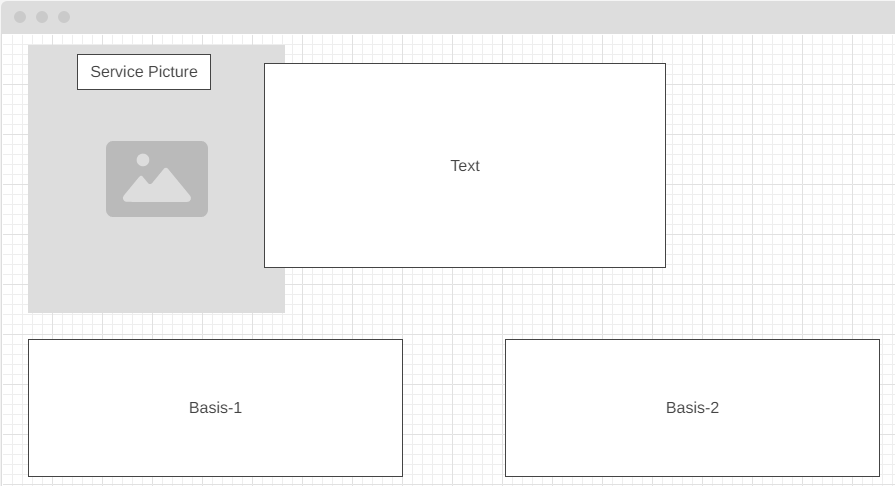 Service Picture
Text
Basis-1
Basis-2